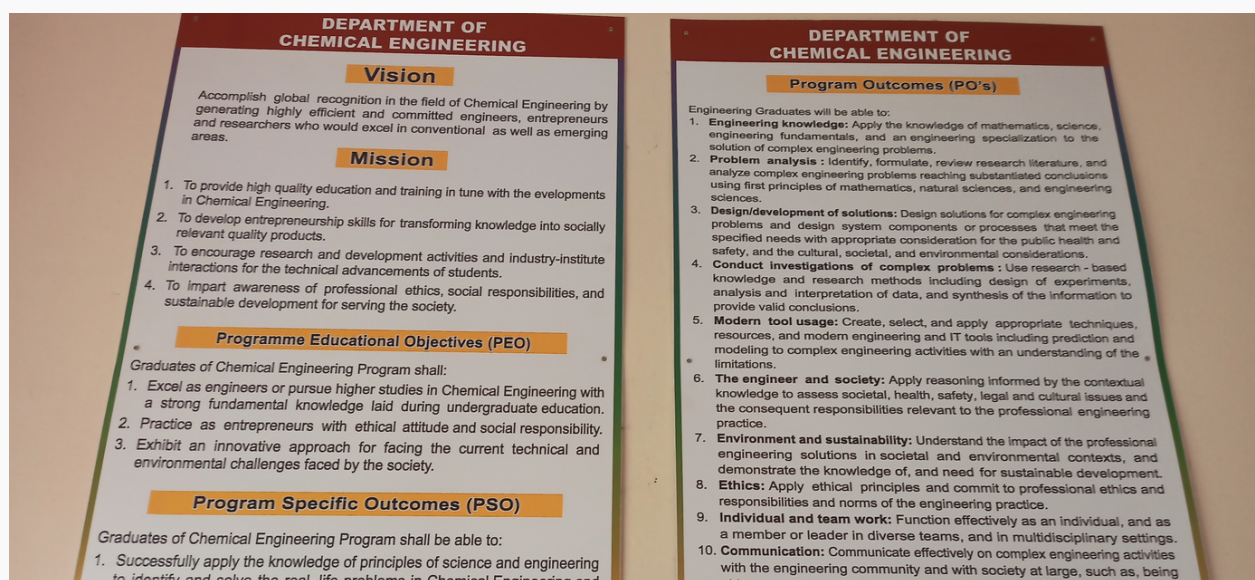 DEPARTMENT OF
CHEMICAL ENGINEERING
Vision
Accomplish global recognition in the field of Chemical Engineering by
generating highly efficient and committed engineers, entrepreneurs
and researchers who would excel in conventional as well as emerging
areas.
Mission
1. To provide high quality education and training in tune with the evelopments
in Chemical Engineering.
2. To develop entrepreneurship skills for transforming knowledge into socially
relevant quality products.
3. To encourage research and development activities and industry-institute
interactions for the technical advancements of students.
4. To impart awareness of professional ethics, social responsibilities, and
sustainable development for serving the society.
Programme Educational Objectives (PEO)
Graduates of Chemical Engineering Program shall:
1. Excel as engineers or pursue higher studies in Chemical Engineering with
a strong fundamental knowledge laid during undergraduate education.
2. Practice as entrepreneurs with ethical attitude and social responsibility.
3. Exhibit an innovative approach for facing the current technical and
environmental challenges faced by the society.
Program Specific Outcomes (PSO)
Graduates of Chemical Engineering Program shall be able to:
1. Successfully apply the knowledge of principles of science and engineering
to identify and solve the real life problems in Chemical Engineering and
DEPARTMENT OF
CHEMICAL ENGINEERING
Program Outcomes (PO's)
Engineering Graduates will be able to:
1. Engineering knowledge: Apply the knowledge of mathematics, science,
engineering fundamentals, and an engineering specialization to the
solution of complex engineering problems.
2. Problem analysis : Identify, formulate, review research literature, and
analyze complex engineering problems reaching substantiated conclusions
using first principles of mathematics, natural sciences, and engineering
sciences.
3. Design/development of solutions: Design solutions for complex engineering
problems and design system components or processes that meet the
specified needs with appropriate consideration for the public health and
safety, and the cultural, societal, and environmental considerations.
4. Conduct investigations of complex problems : Use research - based
knowledge and research methods including design of experiments,
analysis and interpretation of data, and synthesis of the information to
provide valid conclusions.
5. Modern tool usage: Create, select, and apply appropriate techniques,
resources, and modern engineering and IT tools including prediction and
modeling to complex engineering activities with an understanding of the
limitations.
6. The engineer and society: Apply reasoning informed by the contextual
knowledge to assess societal, health, safety, legal and cultural issues and
the consequent responsibilities relevant to the professional engineering
practice.
7. Environment and sustainability: Understand the impact of the professional
engineering solutions in societal and environmental contexts, and
demonstrate the knowledge of, and need for sustainable development.
8. Ethics: Apply ethical principles and commit to professional ethics and
responsibilities and norms of the engineering practice.
9. Individual and team work: Function effectively as an individual, and as
a member or leader in diverse teams, and in multidisciplinary settings.
10. Communication: Communicate effectively on complex engineering activities
with the engineering community and with society at large, such as, being